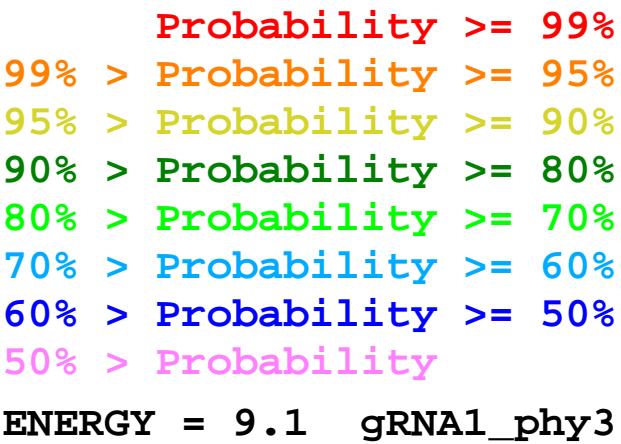 Probability >= 99%
99% > Probability >= 95%
95% > Probability >= 90%
90% > Probability >= 80%
80% > Probability >= 70%
70% > Probability >= 60%
60% > Probability >= 50%
50% > Probability
ENERGY = 9.1 gRNA1_phy3